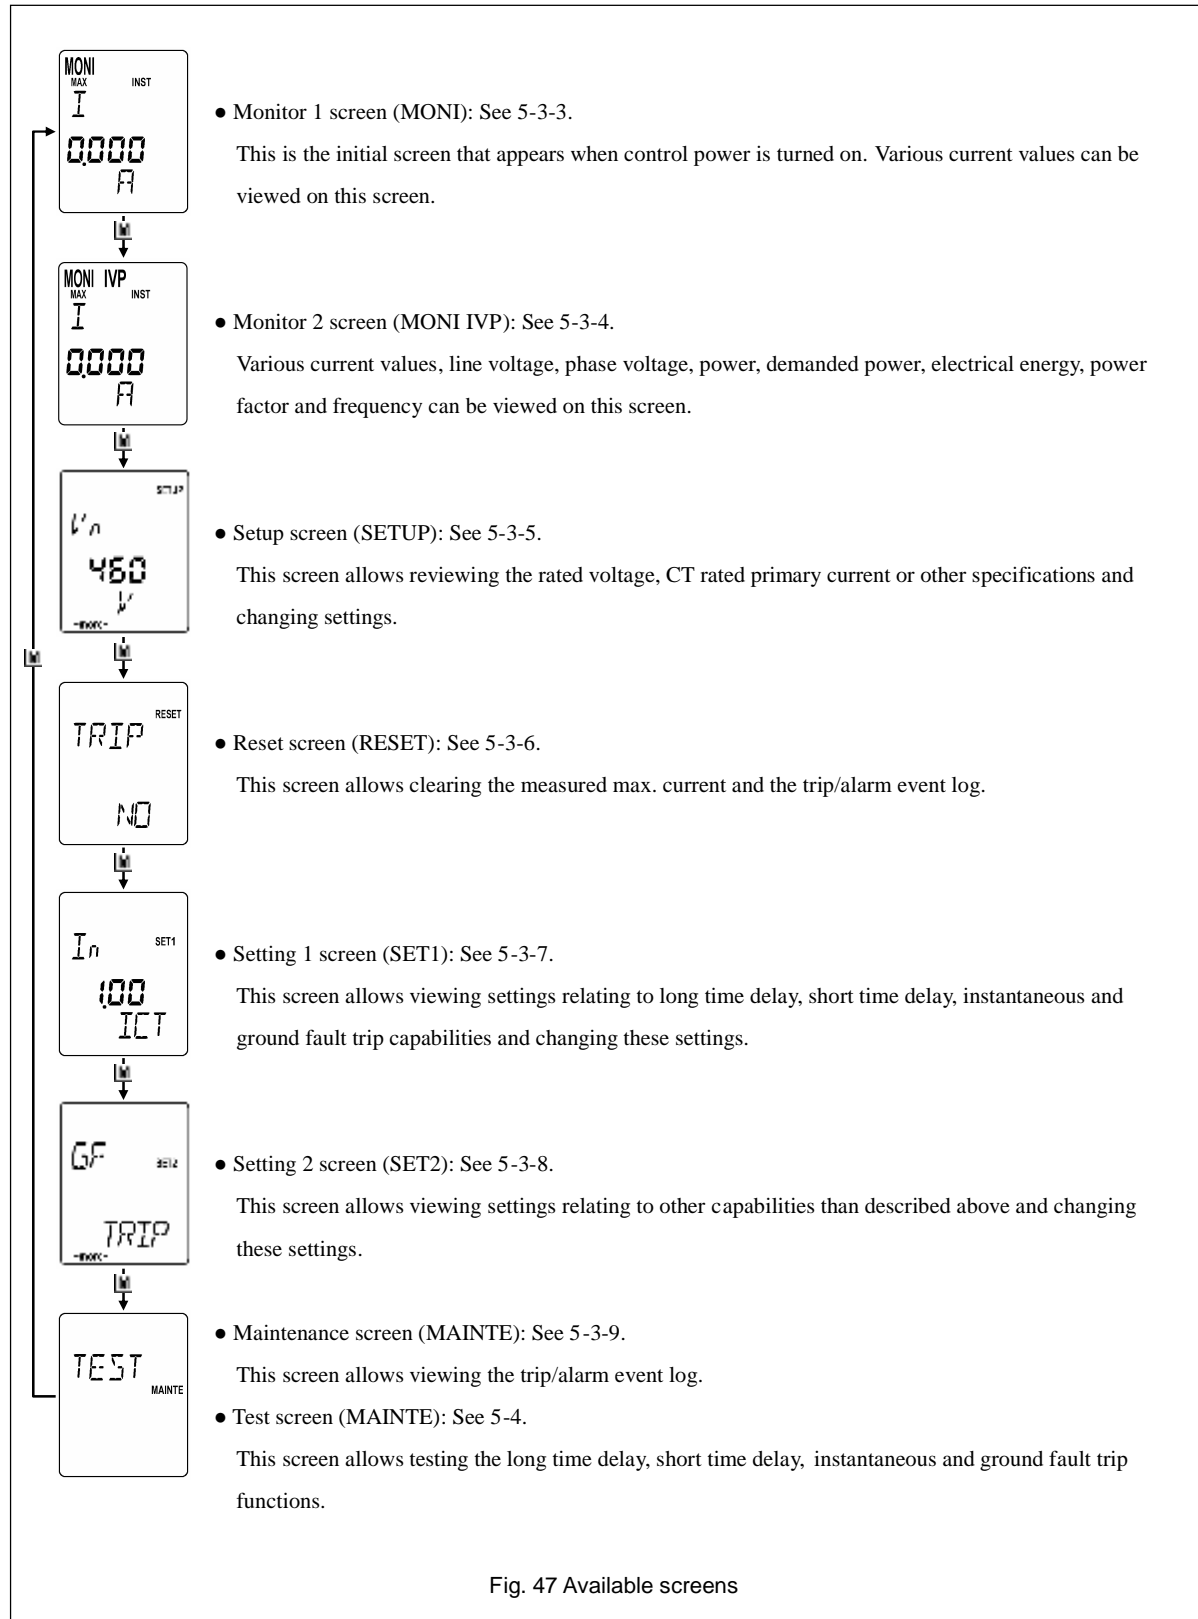 MONI
MAX INST
I
0.000
A
● Monitor 1 screen (MONI): See 5-3-3.
This is the initial screen that appears when control power is turned on. Various current values can be
viewed on this screen.
M
MONI IVP
MAX INST
I
0.000
A
● Monitor 2 screen (MONI IVP): See 5-3-4.
Various current values, line voltage, phase voltage, power, demanded power, electrical energy, power
factor and frequency can be viewed on this screen.
M
SETUP
Vn
460
V
-more-
● Setup screen (SETUP): See 5-3-5.
This screen allows reviewing the rated voltage, CT rated primary current or other specifications and
changing settings.
M
M
RESET
TRIP
NO
● Reset screen (RESET): See 5-3-6.
This screen allows clearing the measured max. current and the trip/alarm event log.
M
In SET1
1.00
ICT
● Setting 1 screen (SET1): See 5-3-7.
This screen allows viewing settings relating to long time delay, short time delay, instantaneous and
ground fault trip capabilities and changing these settings.
M
GF SET2
TRIP
-more-
● Setting 2 screen (SET2): See 5-3-8.
This screen allows viewing settings relating to other capabilities than described above and changing
these settings.
M
TEST
MAINTE
● Maintenance screen (MAINTE): See 5-3-9.
This screen allows viewing the trip/alarm event log.
● Test screen (MAINTE): See 5-4.
This screen allows testing the long time delay, short time delay, instantaneous and ground fault trip
functions.
Fig. 47 Available screens